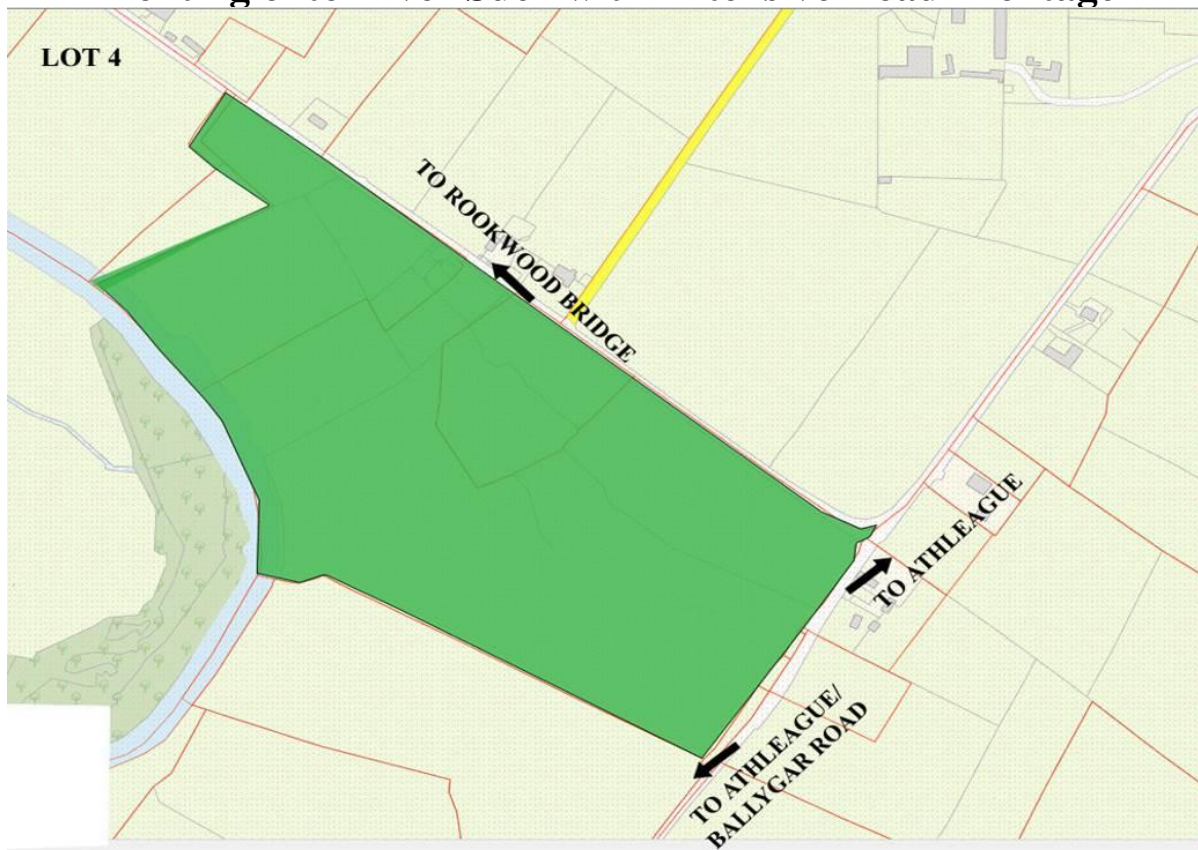 LOT 4
TO ROOKWOOD BRIDGE
TO ATHLEAGUE
TO ATHLEAGUE/
BALLYGAR ROAD